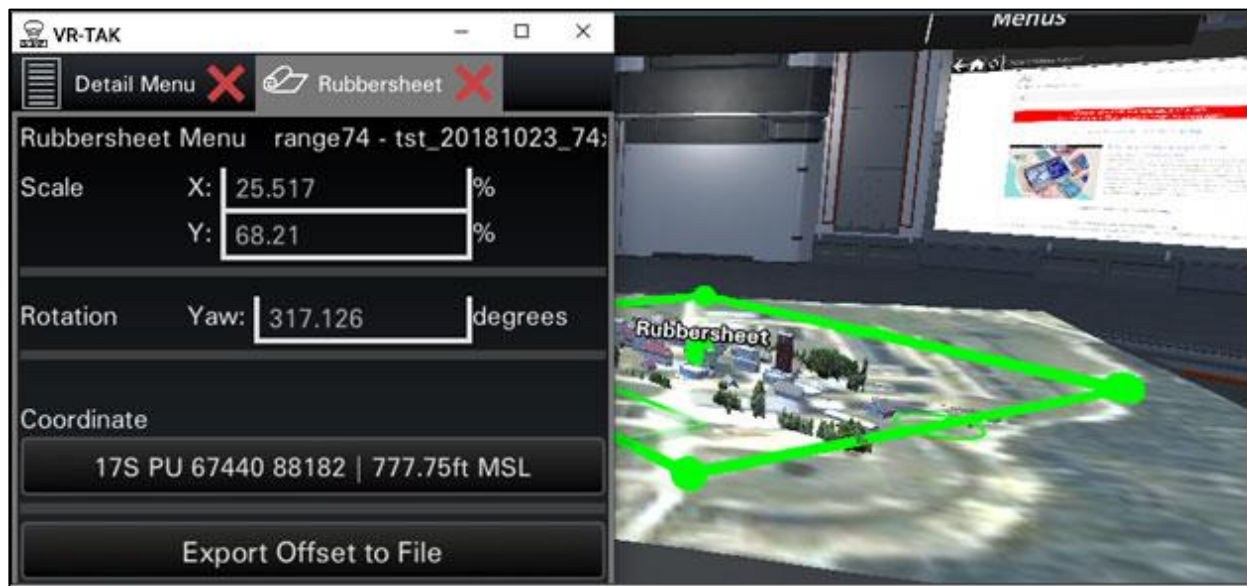 VR-TAK
Detail Menu
Rubbersheet
Rubbersheet Menu range74 - tst_20181023_74
Scale X: 25.517 %
Y: 68.21 %
Rotation Yaw: 317.126 degrees
Coordinate
17S PU 67440 88182 | 777.75ft MSL
Export Offset to File
Menus
Rubbersheet